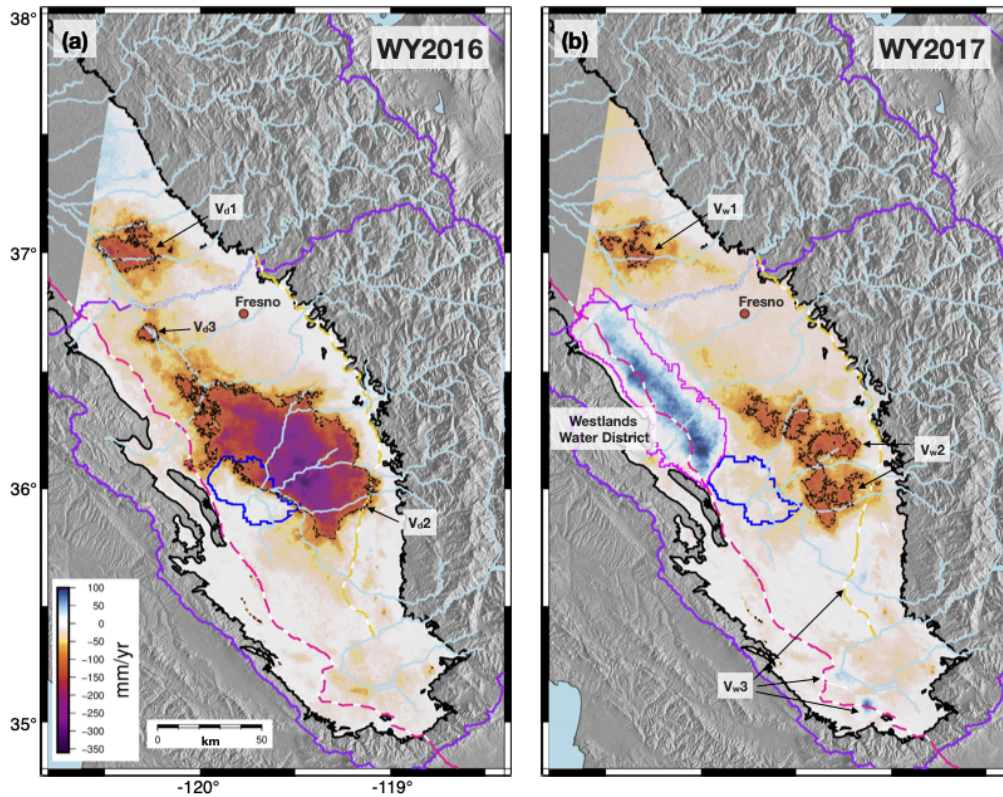 38°
37°
36°
35°
(a)
WY2016
Vd1
Fresno
Vd3
Vd2
100
50
0
-50
-100
-150
-200
-250
-300
-350
mm/yr
0
50
km
-120°
-119°
(b)
WY2017
Vw1
Fresno
Westlands
Water District
Vw2
Vw3